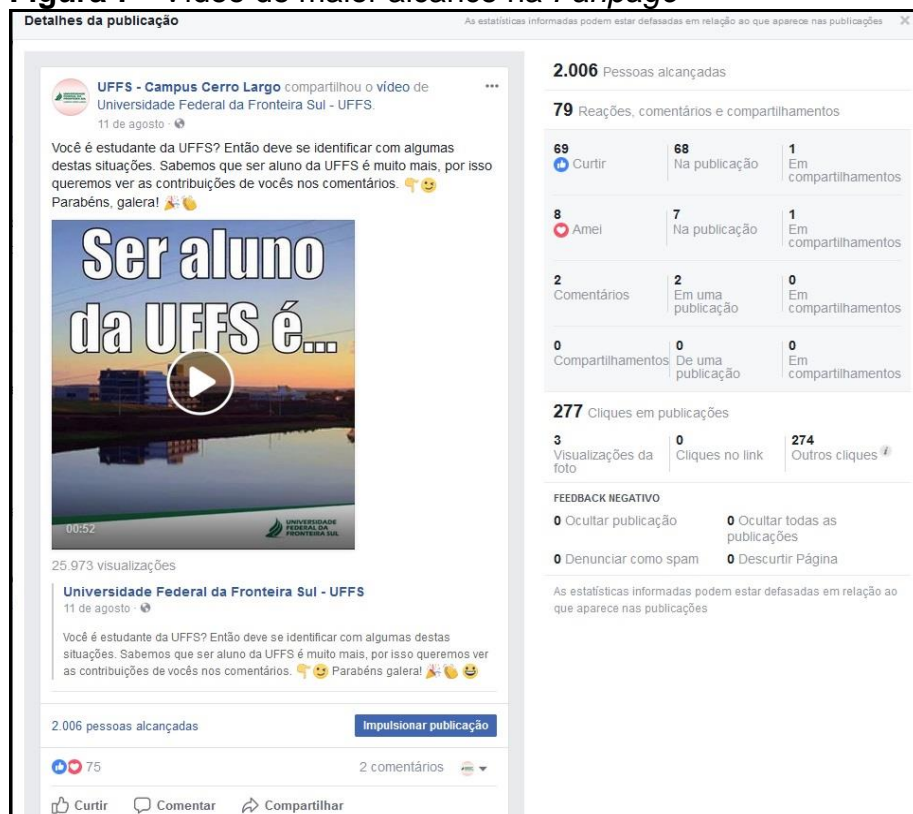 Detalhes da publicação
As estatísticas informadas podem estar defasadas em relação ao que aparece nas publicações
UFFS - Campus Cerro Largo compartilhou o vídeo de
Universidade Federal da Fronteira Sul - UFFS.
11 de agosto ·
Você é estudante da UFFS? Então deve se identificar com algumas
destas situações. Sabemos que ser aluno da UFFS é muito mais, por isso
queremos ver as contribuições de vocês nos comentários. 👇😉
Parabéns, galera! 🎉👏
Ser aluno
da UFFS é...
00:52
UNIVERSIDADE
FEDERAL DA
FRONTEIRA SUL
25.973 visualizações
Universidade Federal da Fronteira Sul - UFFS
11 de agosto ·
Você é estudante da UFFS? Então deve se identificar com algumas destas
situações. Sabemos que ser aluno da UFFS é muito mais, por isso queremos ver
as contribuições de vocês nos comentários. 👇😉 Parabéns galera! 🎉👏😄
2.006 pessoas alcançadas
Impulsionar publicação
75
2 comentários
Curtir Comentar Compartilhar
2.006 Pessoas alcançadas
79 Reações, comentários e compartilhamentos
69
Curtir
68
Na publicação
1
Em
compartilhamentos
8
Amei
7
Na publicação
1
Em
compartilhamentos
2
Comentários
2
Em uma
publicação
0
Em
compartilhamentos
0
Compartilhamentos
0
De uma
publicação
0
Em
compartilhamentos
277 Cliques em publicações
3
Visualizações da
foto
0
Cliques no link
274
Outros cliques
FEEDBACK NEGATIVO
0 Ocultar publicação
0 Ocultar todas as
publicações
0 Denunciar como spam
0 Descurtir Página
As estatísticas informadas podem estar defasadas em relação ao
que aparece nas publicações